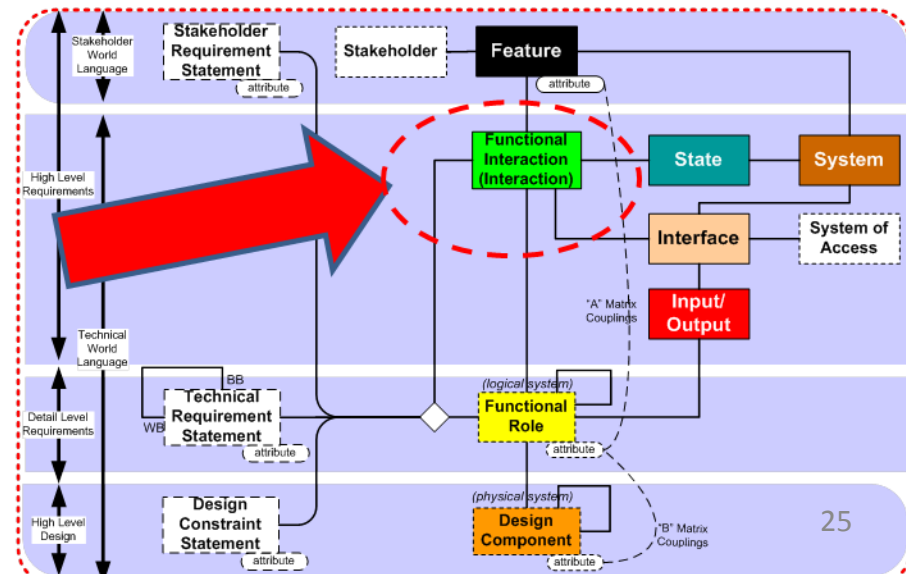 Stakeholder
World
Language
Stakeholder
Requirement
Statement
attribute
Stakeholder
Feature
attribute
High Level
Requirements
Functional
Interaction
(Interaction)
State
System
Interface
System of
Access
"A" Matrix
Couplings
Input/
Output
Technical
World
Language
BB
WB
Detail Level
Requirements
Technical
Requirement
Statement
attribute
(logical system)
Functional
Role
attribute
High Level
Design
Design
Constraint
Statement
attribute
(physical system)
Design
Component
attribute
"B" Matrix
Couplings
25